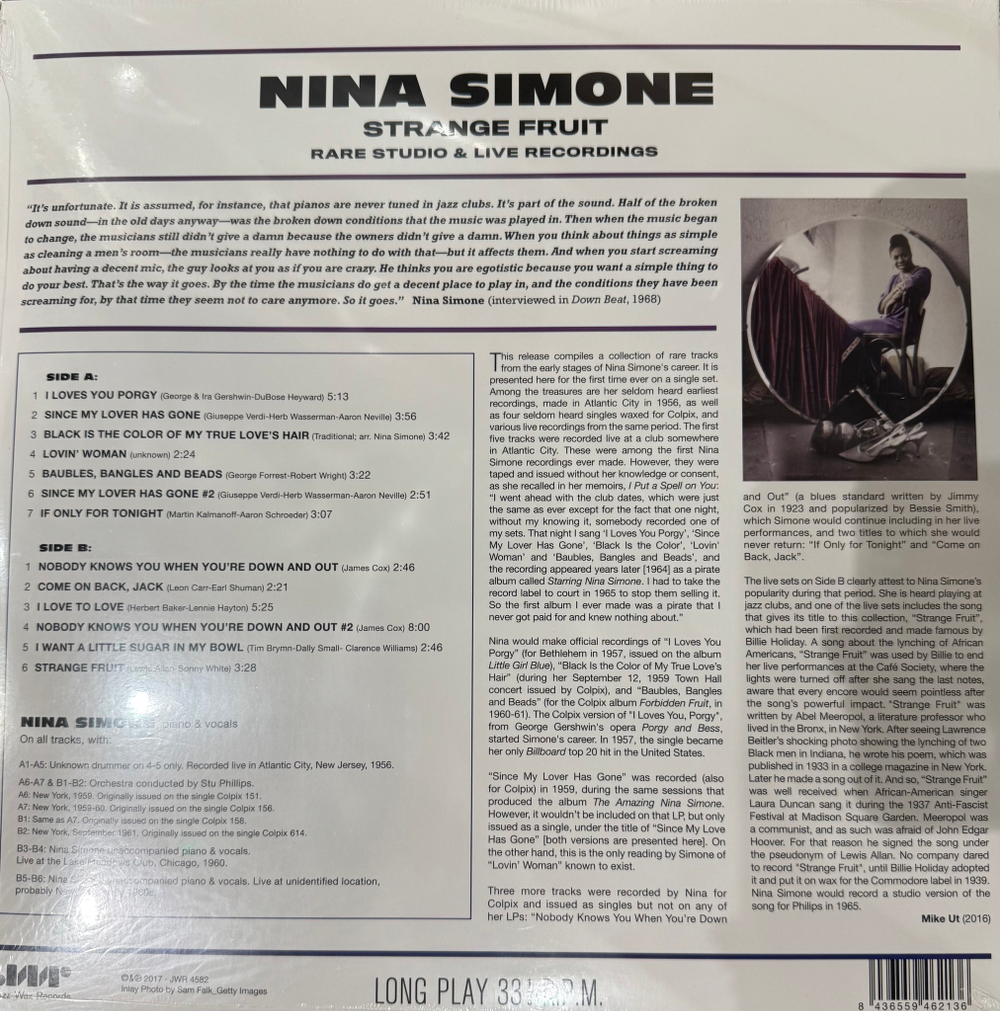 NINA SIMONE
STRANGE FRUIT
RARE STUDIO & LIVE RECORDINGS
“It’s unfortunate. It is assumed, for instance, that pianos are never tuned in jazz clubs. It’s part of the sound. Half of the broken
down sound—in the old days anyway—was the broken down conditions that the music was played in. Then when the music began
to change, the musicians still didn’t give a damn because the owners didn’t give a damn. When you think about things as simple
as cleaning a men’s room—the musicians really have nothing to do with that—but it affects them. And when you start screaming
about having a decent mic, the guy looks at you as if you are crazy. He thinks you are egotistic because you want a simple thing to
do your best. That’s the way it goes. By the time the musicians do get a decent place to play in, and the conditions they have been
screaming for, by that time they seem not to care anymore. So it goes.” Nina Simone (interviewed in Down Beat, 1968)
SIDE A:
1 I LOVES YOU PORGY (George & Ira Gershwin-DuBose Heyward) 5:13
2 SINCE MY LOVER HAS GONE (Giuseppe Verdi-Herb Wasserman-Aaron Neville) 3:56
3 BLACK IS THE COLOR OF MY TRUE LOVE’S HAIR (Traditional; arr. Nina Simone) 3:42
4 LOVIN’ WOMAN (unknown) 2:24
5 BAUBLES, BANGLES AND BEADS (George Forrest-Robert Wright) 3:22
6 SINCE MY LOVER HAS GONE #2 (Giuseppe Verdi-Herb Wasserman-Aaron Neville) 2:51
7 IF ONLY FOR TONIGHT (Martin Kalmanoff-Aaron Schroeder) 3:07
SIDE B:
1 NOBODY KNOWS YOU WHEN YOU’RE DOWN AND OUT (James Cox) 2:46
2 COME ON BACK, JACK (Leon Carr-Earl Shuman) 2:21
3 I LOVE TO LOVE (Herbert Baker-Lennie Hayton) 5:25
4 NOBODY KNOWS YOU WHEN YOU’RE DOWN AND OUT #2 (James Cox) 8:00
5 I WANT A LITTLE SUGAR IN MY BOWL (Tim Brymn-Dally Small- Clarence Williams) 2:46
6 STRANGE FRUIT (Lewis Allan-Sonny White) 3:28
NINA SIMONE piano & vocals
On all tracks, with:
A1-A5: Unknown drummer on 4-5 only. Recorded live in Atlantic City, New Jersey, 1956.
A6-A7 & B1-B2: Orchestra conducted by Stu Phillips.
A6: New York, 1959. Originally issued on the single Colpix 151.
A7: New York, 1959-60. Originally issued on the single Colpix 156.
B1: Same as A7. Originally issued on the single Colpix 158.
B2: New York, September 1961. Originally issued on the single Colpix 614.
B3-B4: Nina Simone unaccompanied piano & vocals.
Live at the Club, Chicago, 1960.
B5-B6: Nina unaccompanied piano & vocals. Live at unidentified location,
probably
This release compiles a collection of rare tracks
from the early stages of Nina Simone’s career. It is
presented here for the first time ever on a single set.
Among the treasures are her seldom heard earliest
recordings, made in Atlantic City in 1956, as well
as four seldom heard singles waxed for Colpix, and
various live recordings from the same period. The first
five tracks were recorded live at a club somewhere
in Atlantic City. These were among the first Nina
Simone recordings ever made. However, they were
taped and issued without her knowledge or consent,
as she recalled in her memoirs, I Put a Spell on You:
“I went ahead with the club dates, which were just
the same as ever except for the fact that one night,
without my knowing it, somebody recorded one of
my sets. That night I sang ‘I Loves You Porgy’, ‘Since
My Lover Has Gone’, ‘Black Is the Color’, ‘Lovin’
Woman’ and ‘Baubles, Bangles and Beads’, and
the recording appeared years later [1964] as a pirate
album called Starring Nina Simone. I had to take the
record label to court in 1965 to stop them selling it.
So the first album I ever made was a pirate that I
never got paid for and knew nothing about.”
Nina would make official recordings of “I Loves You
Porgy” (for Bethlehem in 1957, issued on the album
Little Girl Blue), “Black Is the Color of My True Love’s
Hair” (during her September 12, 1959 Town Hall
concert issued by Colpix), and “Baubles, Bangles
and Beads” (for the Colpix album Forbidden Fruit, in
1960-61). The Colpix version of “I Loves You, Porgy”,
from George Gershwin’s opera Porgy and Bess,
started Simone’s career. In 1957, the single became
her only Billboard top 20 hit in the United States.
“Since My Lover Has Gone” was recorded (also
for Colpix) in 1959, during the same sessions that
produced the album The Amazing Nina Simone.
However, it wouldn’t be included on that LP, but only
issued as a single, under the title of “Since My Love
Has Gone” [both versions are presented here]. On
the other hand, this is the only reading by Simone of
“Lovin’ Woman” known to exist.
Three more tracks were recorded by Nina for
Colpix and issued as singles but not on any of
her LPs: “Nobody Knows You When You’re Down
and Out” (a blues standard written by Jimmy
Cox in 1923 and popularized by Bessie Smith),
which Simone would continue including in her live
performances, and two titles to which she would
never return: “If Only for Tonight” and “Come on
Back, Jack”.
The live sets on Side B clearly attest to Nina Simone’s
popularity during that period. She is heard playing at
jazz clubs, and one of the live sets includes the song
that gives its title to this collection, “Strange Fruit”,
which had been first recorded and made famous by
Billie Holiday. A song about the lynching of African
Americans, “Strange Fruit” was used by Billie to end
her live performances at the Café Society, where the
lights were turned off after she sang the last notes,
aware that every encore would seem pointless after
the song’s powerful impact. "Strange Fruit" was
written by Abel Meeropol, a literature professor who
lived in the Bronx, in New York. After seeing Lawrence
Beitler’s shocking photo showing the lynching of two
Black men in Indiana, he wrote his poem, which was
published in 1933 in a college magazine in New York.
Later he made a song out of it. And so, “Strange Fruit”
was well received when African-American singer
Laura Duncan sang it during the 1937 Anti-Fascist
Festival at Madison Square Garden. Meeropol was
a communist, and as such was afraid of John Edgar
Hoover. For that reason he signed the song under
the pseudonym of Lewis Allan. No company dared
to record "Strange Fruit", until Billie Holiday adopted
it and put it on wax for the Commodore label in 1939.
Nina Simone would record a studio version of the
song for Philips in 1965.
Mike Ut (2016)
Jazz Wax Records
©&℗ 2017 - JWR 4582
Inlay Photo by Sam Falk_Getty Images
LONG PLAY 33⅓ R.P.M.
8 436559 462136